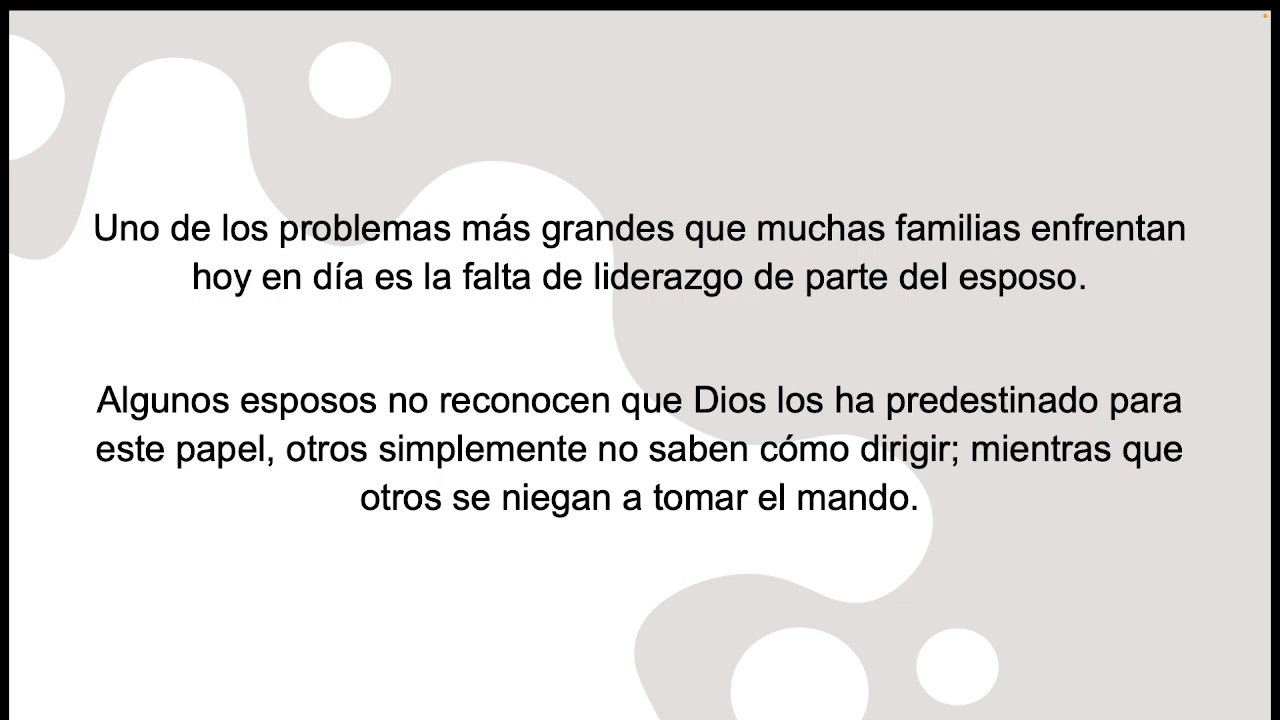 Uno de los problemas más grandes que muchas familias enfrentan
hoy en día es la falta de liderazgo de parte del esposo.
Algunos esposos no reconocen que Dios los ha predestinado para
este papel, otros simplemente no saben cómo dirigir; mientras que
otros se niegan a tomar el mando.